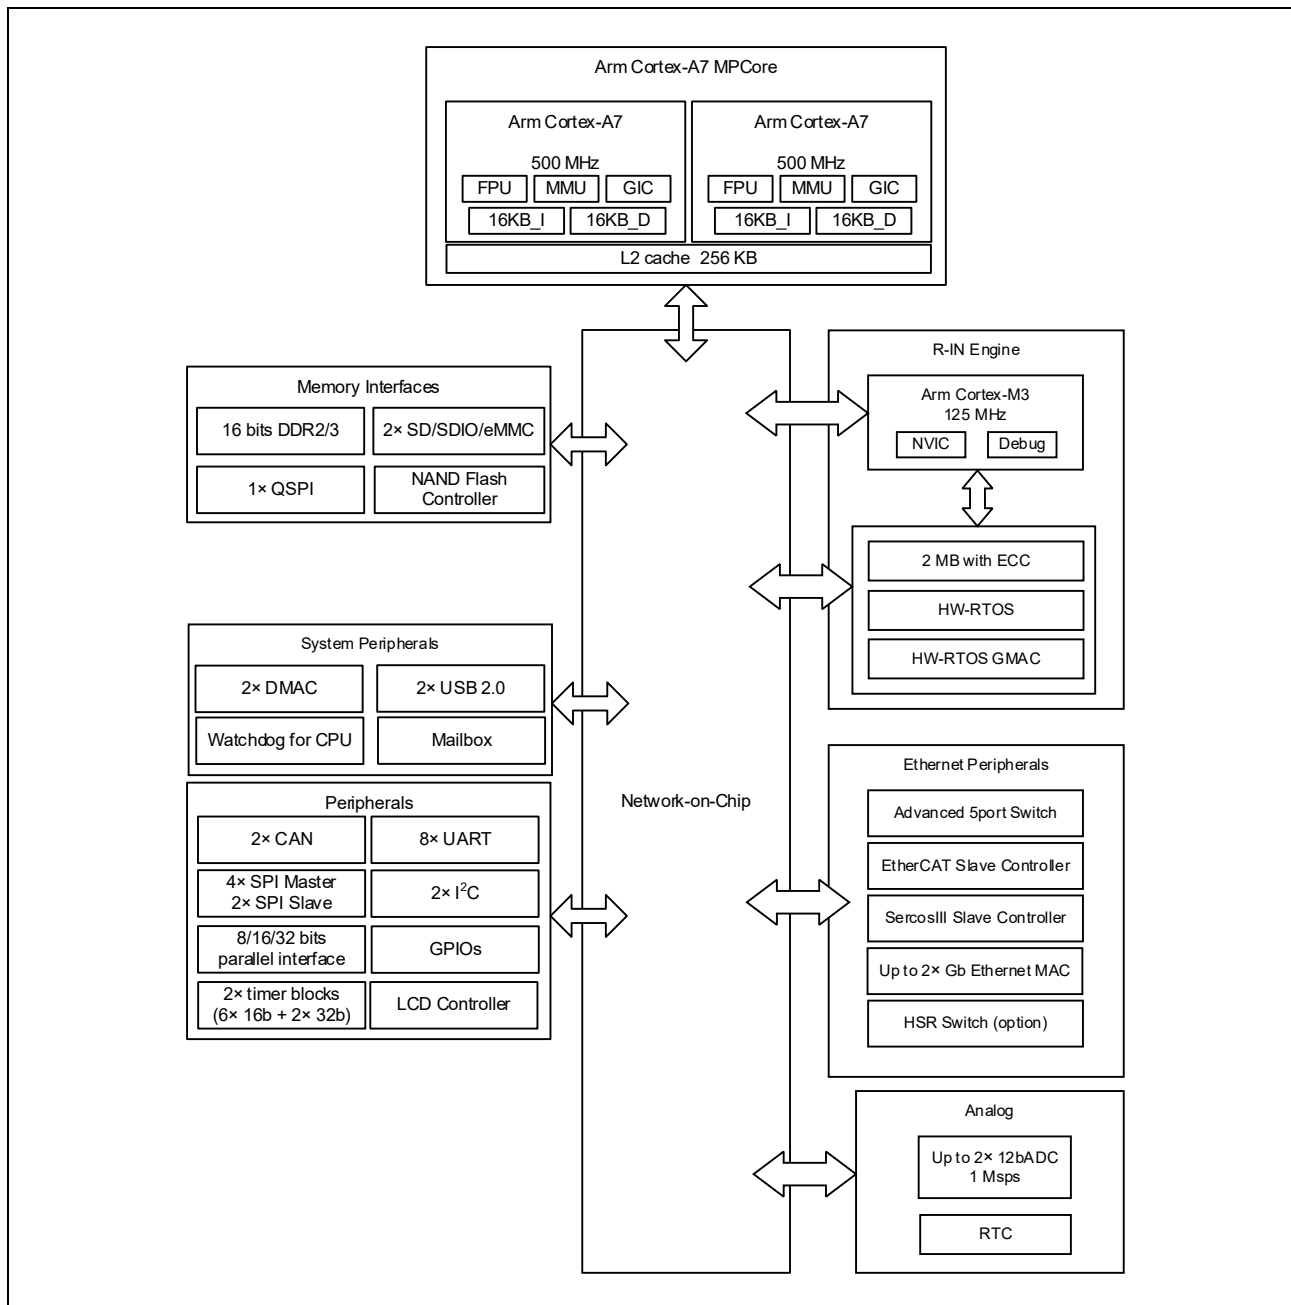 Arm Cortex-A7 MPCore
Arm Cortex-A7
500 MHz
FPU
MMU
GIC
16KB_I
16KB_D
Arm Cortex-A7
500 MHz
FPU
MMU
GIC
16KB_I
16KB_D
L2 cache 256 KB
Memory Interfaces
16 bits DDR2/3
2× SD/SDIO/eMMC
1× QSPI
NAND Flash
Controller
System Peripherals
2× DMAC
2× USB 2.0
Watchdog for CPU
Mailbox
Peripherals
2× CAN
8× UART
4× SPI Master
2× SPI Slave
2× I²C
8/16/32 bits
parallel interface
GPIOs
2× timer blocks
(6× 16b + 2× 32b)
LCD Controller
Network-on-Chip
R-IN Engine
Arm Cortex-M3
125 MHz
NVIC
Debug
2 MB with ECC
HW-RTOS
HW-RTOS GMAC
Ethernet Peripherals
Advanced 5port Switch
EtherCAT Slave Controller
SercosIII Slave Controller
Up to 2× Gb Ethernet MAC
HSR Switch (option)
Analog
Up to 2× 12bADC
1 Msps
RTC